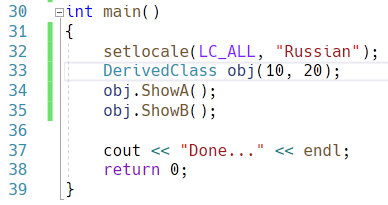 30 int main()
31 {
32 setlocale(LC_ALL, "Russian");
33 DerivedClass obj(10, 20);
34 obj.ShowA();
35 obj.ShowB();
36
37 cout << "Done..." << endl;
38 return 0;
39 }